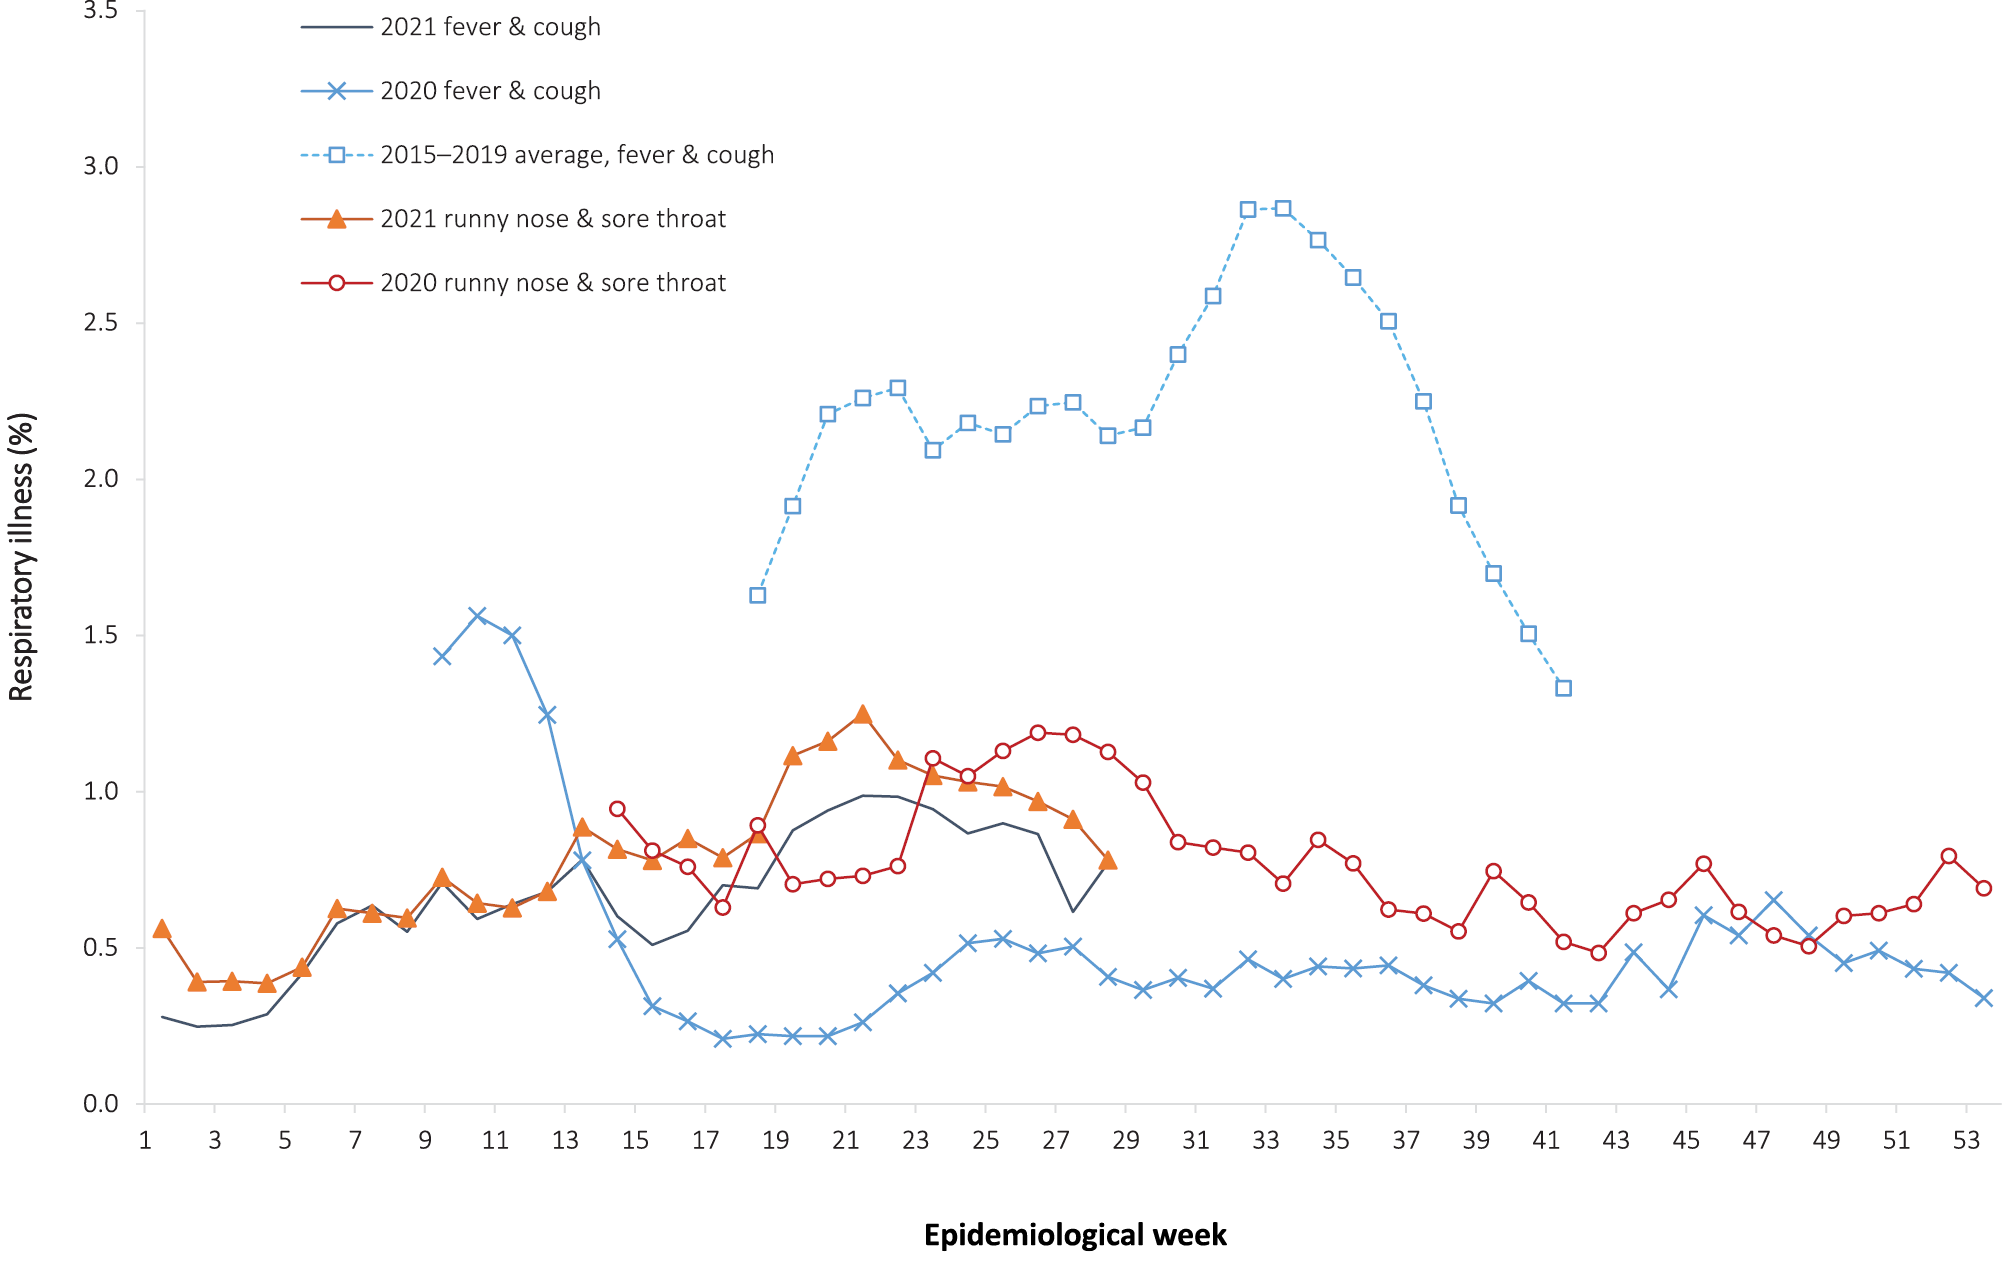 3.5
3.0
2.5
2.0
1.5
1.0
0.5
0.0
Respiratory illness (%)
2021 fever & cough
2020 fever & cough
2015–2019 average, fever & cough
2021 runny nose & sore throat
2020 runny nose & sore throat
1 3 5 7 9 11 13 15 17 19 21 23 25 27 29 31 33 35 37 39 41 43 45 47 49 51 53
Epidemiological week